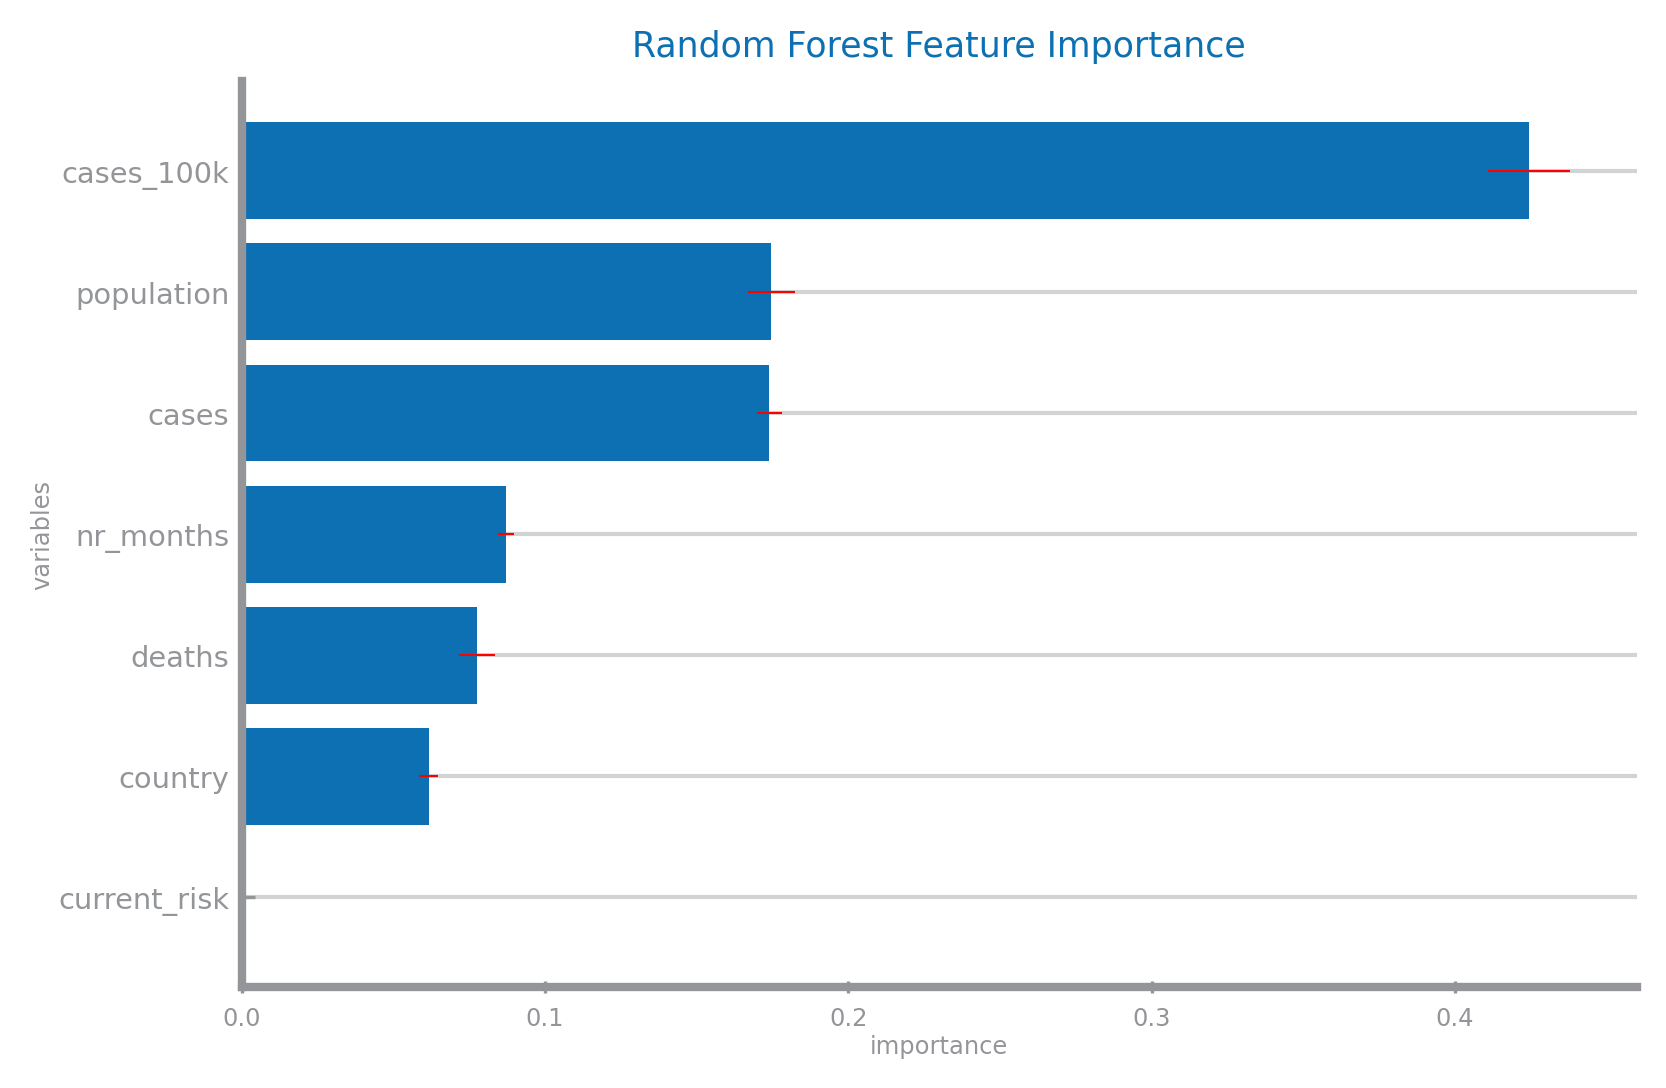 Random Forest Feature Importance
cases_100k
population
cases
nr_months
deaths
country
current_risk
variables
0.0 0.1 0.2 0.3 0.4
importance